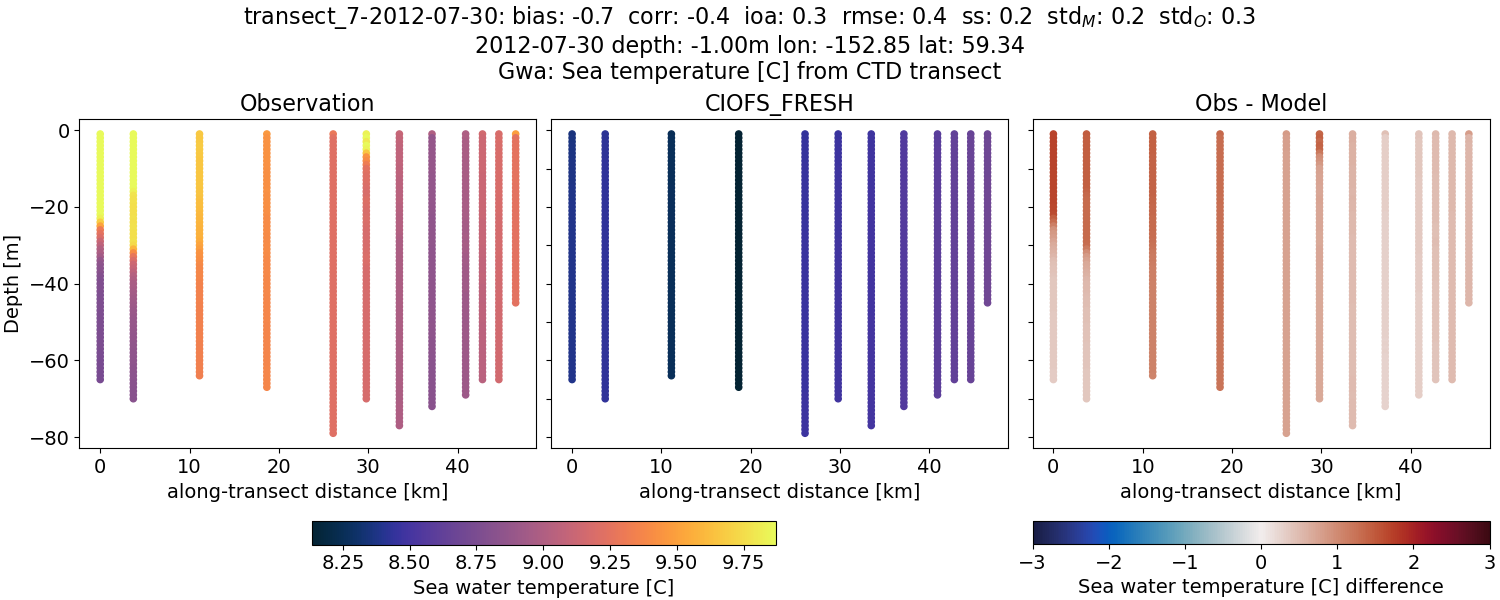 transect_7-2012-07-30: bias: -0.7  corr: -0.4  ioa: 0.3  rmse: 0.4  ss: 0.2  std_M: 0.2  std_O: 0.3
2012-07-30 depth: -1.00m lon: -152.85 lat: 59.34
Gwa: Sea temperature [C] from CTD transect
Observation
CIOFS_FRESH
Obs - Model
Depth [m]
0
−20
−40
−60
−80
0 10 20 30 40
0 10 20 30 40
0 10 20 30 40
along-transect distance [km]
along-transect distance [km]
along-transect distance [km]
8.25 8.50 8.75 9.00 9.25 9.50 9.75
Sea water temperature [C]
−3 −2 −1 0 1 2 3
Sea water temperature [C] difference